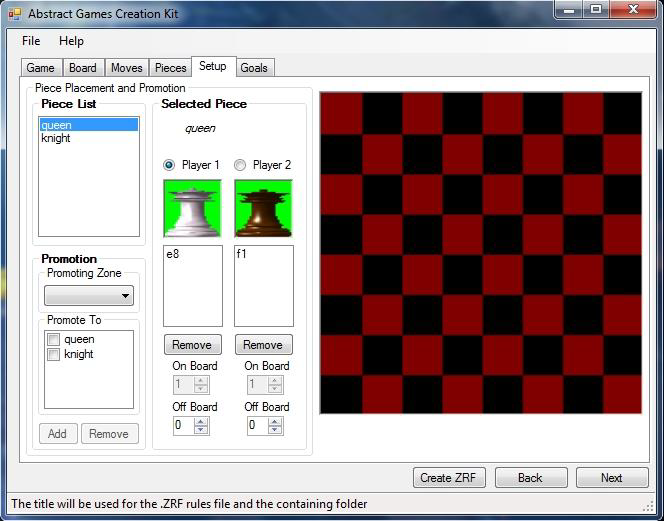 Abstract Games Creation Kit
File Help
Game Board Moves Pieces Setup Goals
Piece Placement and Promotion
Piece List
queen
knight
Selected Piece
queen
Player 1 Player 2
e8 f1
Remove Remove
On Board On Board
1 1
Off Board Off Board
0 0
Promotion
Promoting Zone
Promote To
queen
knight
Add Remove
Create ZRF Back Next
The title will be used for the .ZRF rules file and the containing folder